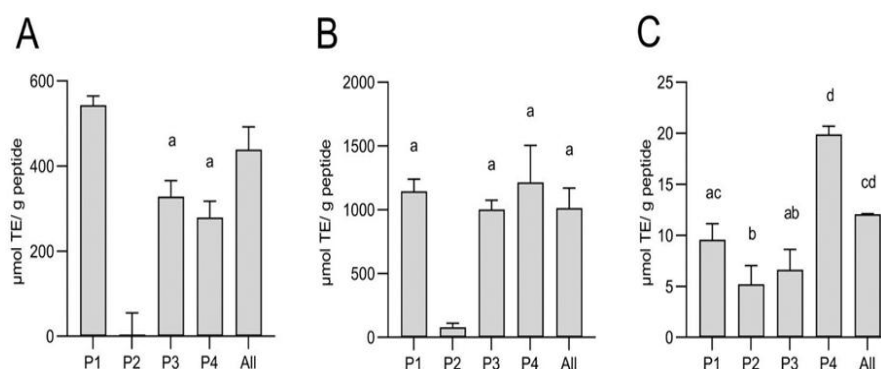 A
μmol TE/ g peptide
600
400
200
0
a
a
P1 P2 P3 P4 All
B
μmol TE/ g peptide
2000
1500
1000
500
0
a
a
a
a
P1 P2 P3 P4 All
C
μmol TE/ g peptide
25
20
15
10
5
0
ac
b
ab
d
cd
P1 P2 P3 P4 All